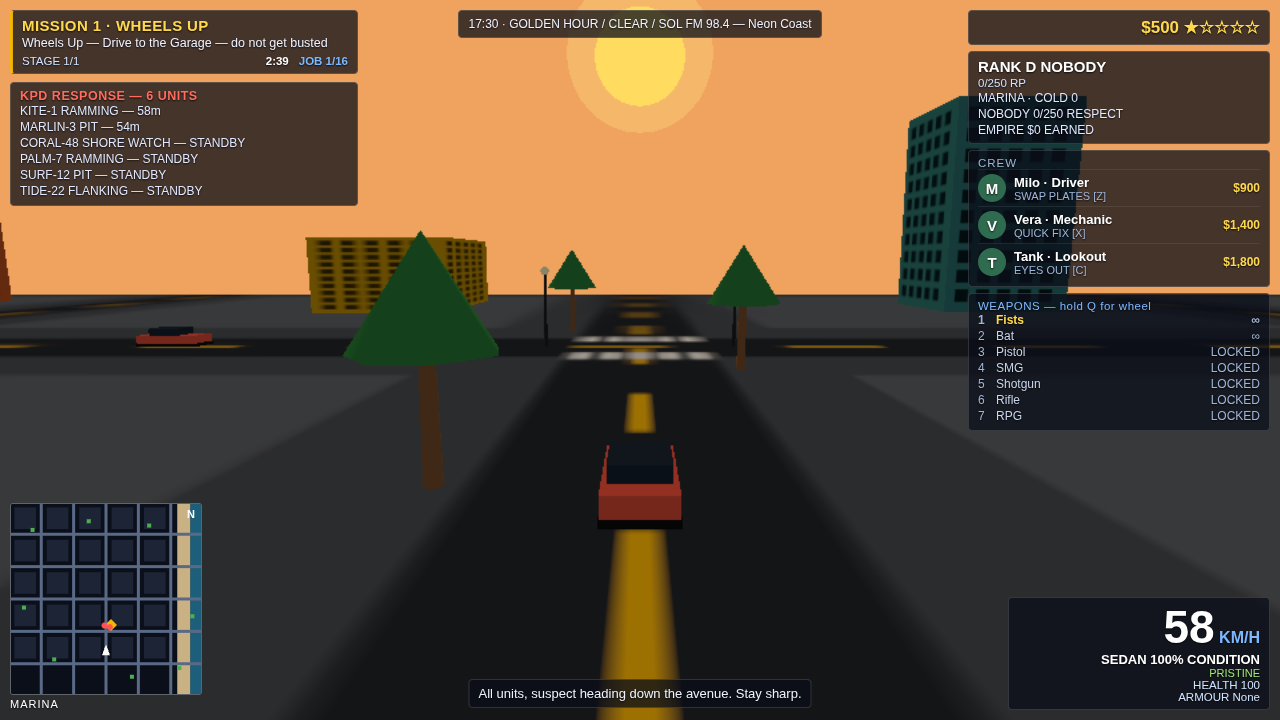 MISSION 1 · WHEELS UP
Wheels Up — Drive to the Garage — do not get busted
STAGE 1/1
2:39 JOB 1/16
KPD RESPONSE — 6 UNITS
KITE-1 RAMMING — 58m
MARLIN-3 PIT — 54m
CORAL-48 SHORE WATCH — STANDBY
PALM-7 RAMMING — STANDBY
SURF-12 PIT — STANDBY
TIDE-22 FLANKING — STANDBY
17:30 · GOLDEN HOUR / CLEAR / SOL FM 98.4 — Neon Coast
$500 ★☆☆☆☆
RANK D NOBODY
0/250 RP
MARINA · COLD 0
NOBODY 0/250 RESPECT
EMPIRE $0 EARNED
CREW
M Milo · Driver $900
SWAP PLATES [Z]
V Vera · Mechanic $1,400
QUICK FIX [X]
T Tank · Lookout $1,800
EYES OUT [C]
WEAPONS — hold Q for wheel
1 Fists ∞
2 Bat ∞
3 Pistol LOCKED
4 SMG LOCKED
5 Shotgun LOCKED
6 Rifle LOCKED
7 RPG LOCKED
N
MARINA
All units, suspect heading down the avenue. Stay sharp.
58 KM/H
SEDAN 100% CONDITION
PRISTINE
HEALTH 100
ARMOUR None